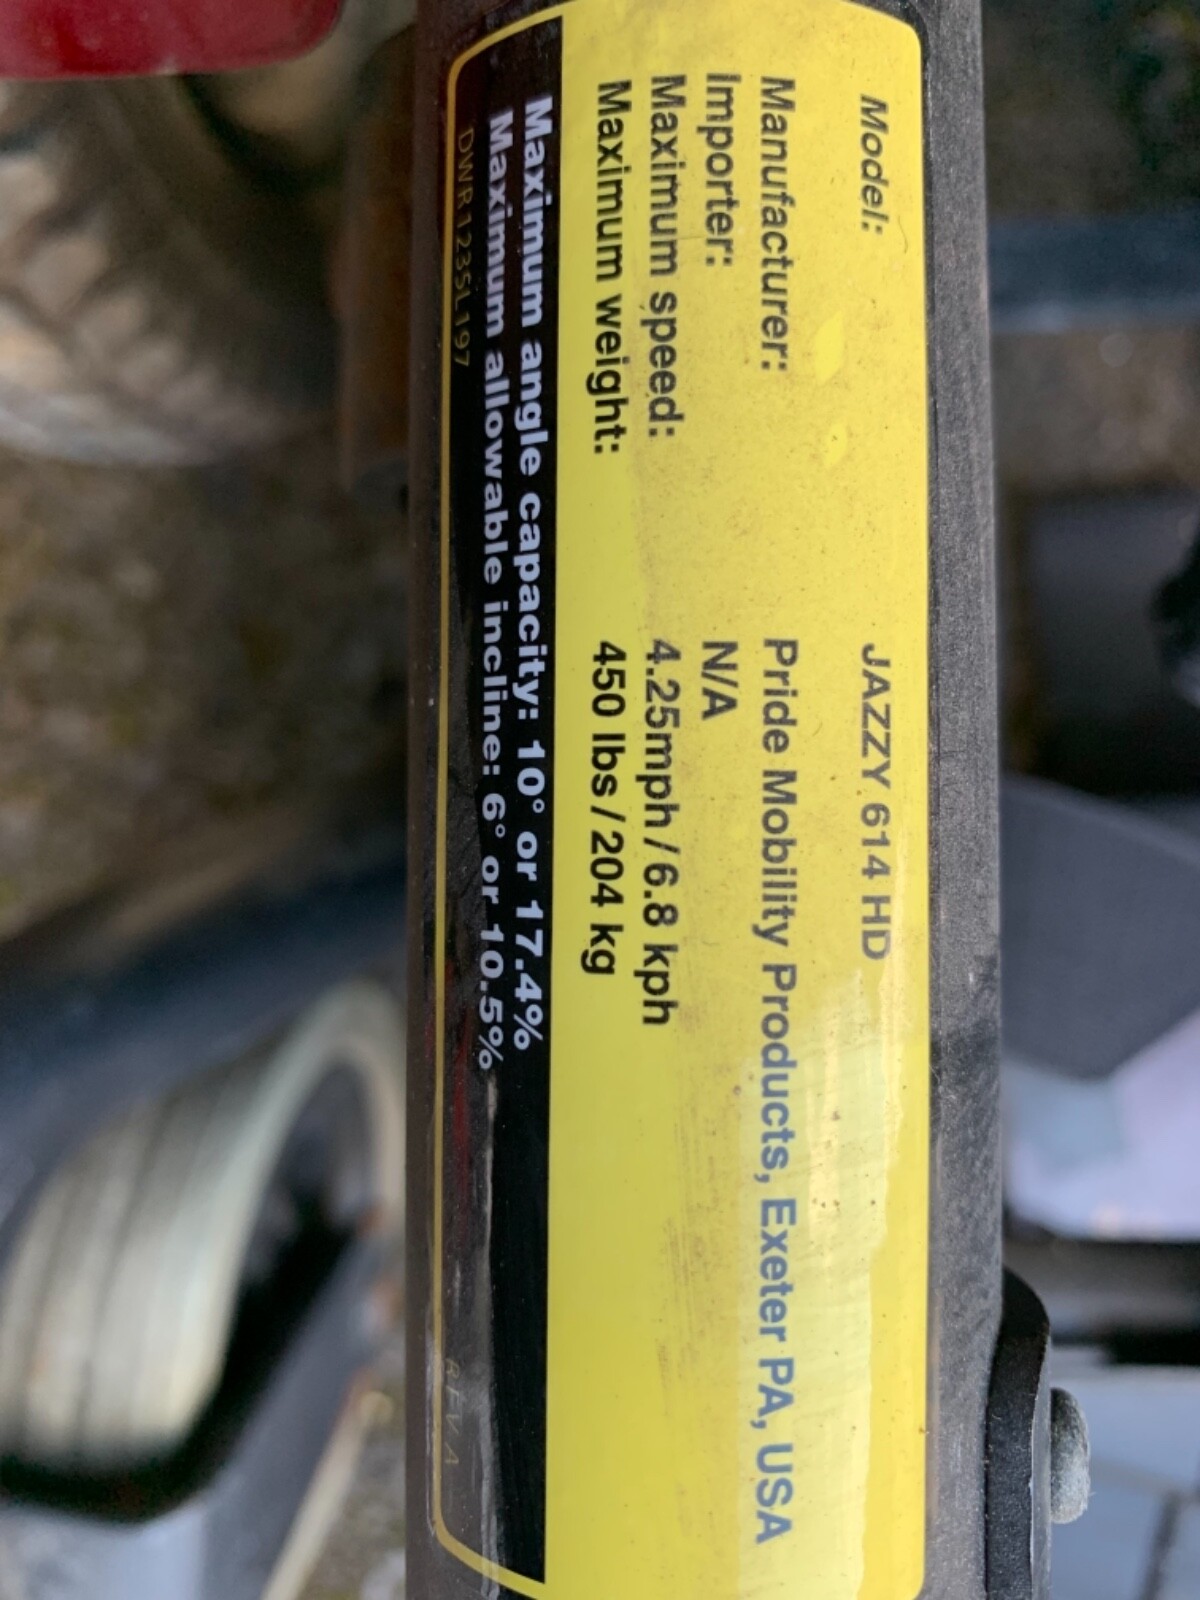 Model: JAZZY 614 HD
Manufacturer: Pride Mobility Products, Exeter PA, USA
Importer: N/A
Maximum speed: 4.25mph / 6.8 kph
Maximum weight: 450 lbs / 204 kg
Maximum angle capacity: 10° or 17.4%
Maximum allowable incline: 6° or 10.5%
DWR1235L197 REV A